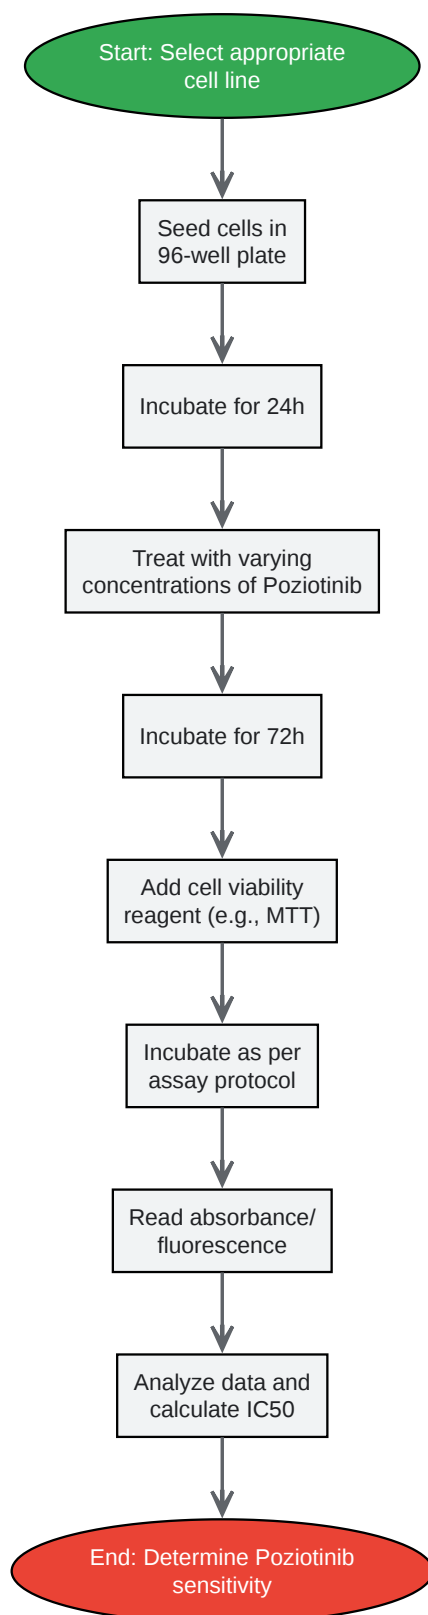 Start: Select appropriate
cell line
Seed cells in
96-well plate
Incubate for 24h
Treat with varying
concentrations of Poziotinib
Incubate for 72h
Add cell viability
reagent (e.g., MTT)
Incubate as per
assay protocol
Read absorbance/
fluorescence
Analyze data and
calculate IC50
End: Determine Poziotinib
sensitivity